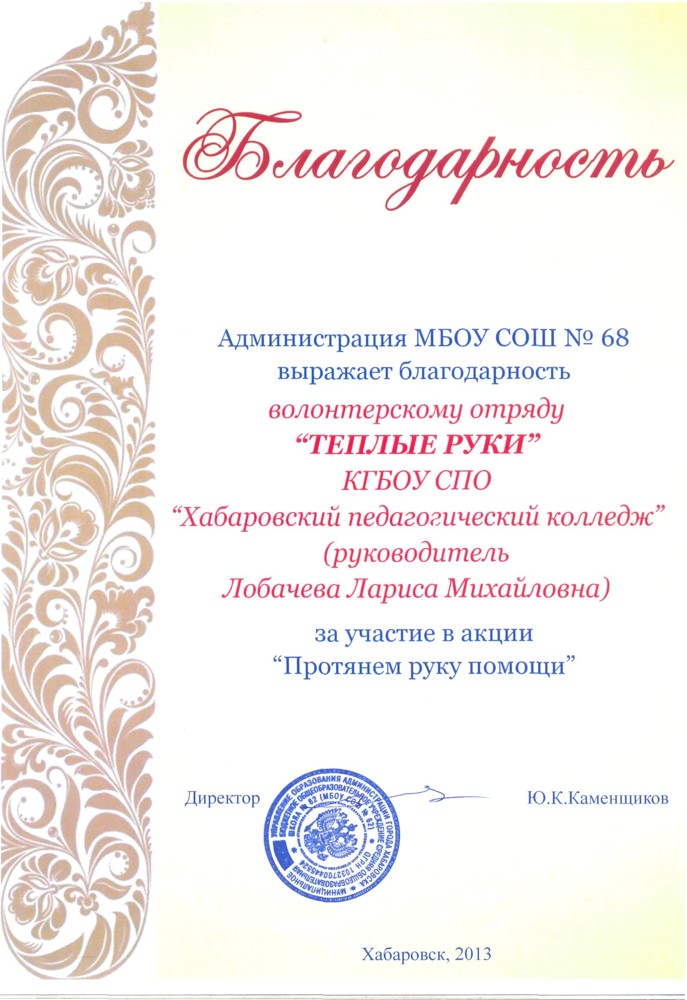 Благодарность
Администрация МБОУ СОШ № 68
выражает благодарность
волонтерскому отряду
“ТЕПЛЫЕ РУКИ”
КГБОУ СПО
“Хабаровский педагогический колледж”
(руководитель
Лобачева Лариса Михайловна)
за участие в акции
“Протянем руку помощи”
Директор
Ю.К.Каменщиков
УПРАВЛЕНИЕ ОБРАЗОВАНИЯ АДМИНИСТРАЦИИ ГОРОДА ХАБАРОВСКА
МУНИЦИПАЛЬНОЕ БЮДЖЕТНОЕ ОБЩЕОБРАЗОВАТЕЛЬНОЕ УЧРЕЖДЕНИЕ СРЕДНЯЯ ОБЩЕОБРАЗОВАТЕЛЬНАЯ
ШКОЛА № 62 (МБОУ СОШ № 62) * ОГРН 1032700445524 *
Хабаровск, 2013